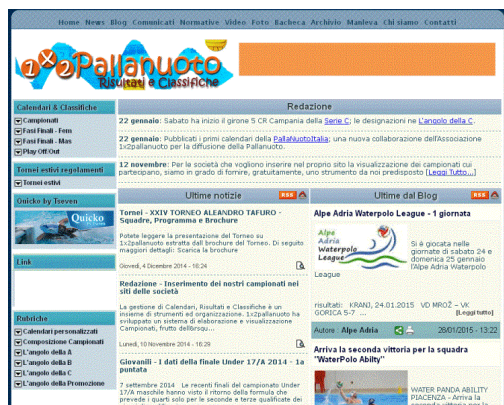 Home News Blog Comunicati Normative Video Foto Bacheca Archivio Manleva Chi siamo Contatti
1x2Pallanuoto
Risultati e Classifiche
Calendari & Classifiche
Campionati
Fasi Finali - Fem
Fasi Finali - Mas
Play Off/Out
Tornei estivi regolamenti
Tornei estivi
Quicko by Treven
Quicko
Link
Rubriche
Calendari personalizzati
Composizione Campionati
L'angolo della A
L'angolo della B
L'angolo della C
L'angolo della Promozione
Redazione
22 gennaio: Sabato ha inizio il girone 5 CR Campania della Serie C; le designazioni ne L'angolo della C.
22 gennaio: Pubblicati i primi calendari della PallaNuotoItalia; una nuova collaborazione dell'Associazione
1x2pallanuoto per la diffusione della Pallanuoto.
12 novembre: Per le società che vogliono inserire nel proprio sito la visualizzazione dei campionati cui
partecipano, siamo in grado di fornire, gratuitamente, uno strumento da noi predisposto [Leggi Tutto...]
Ultime notizie RSS
Tornei - XXIV TORNEO ALEANDRO TAFURO -
Squadre, Programma e Brochure
Potete leggere la presentazione del Torneo su
1x2pallanuoto estratta dall brochure del Torneo. Di seguito
maggiori dettagli: Scarica la brochure
Giovedì, 4 Dicembre 2014 - 16:24
Redazione - Inserimento dei nostri campionati nei
siti delle società
La gestione di Calendari, Risultati e Classifiche è un
insieme di strumenti ed organizzazione. 1x2pallanuoto ha
sviluppato un sistema di elaborazione e visualizzazione
Campionati, frutto dell&rsqu...
Lunedì, 10 Novembre 2014 - 16:29
Giovanili - I dati della finale Under 17/A 2014 - 1a
puntata
7 settembre 2014 Le recenti finali del campionato Under
17/A maschile hanno visto il ritorno della formula che
prevede i quarti solo per le seconde e terze qualificate dei
Ultime dal Blog RSS
Alpe Adria Waterpolo League - 1 giornata
Alpe
Adria
Waterpolo
League
Si è giocata nelle
giornate di sabato 24 e
domenica 25 gennaio
l'Alpe Adria Waterpolo
League
risultati: KRANJ, 24.01.2015 VD MROŽ – VK
GORICA 5-7 ... [Leggi tutto]
Autore : Alpe Adria 28/01/2015 - 13:22
Arriva la seconda vittoria per la squadra
"WaterPolo Abilty"
WATER PANDA ABILITY
PIACENZA - Arriva la